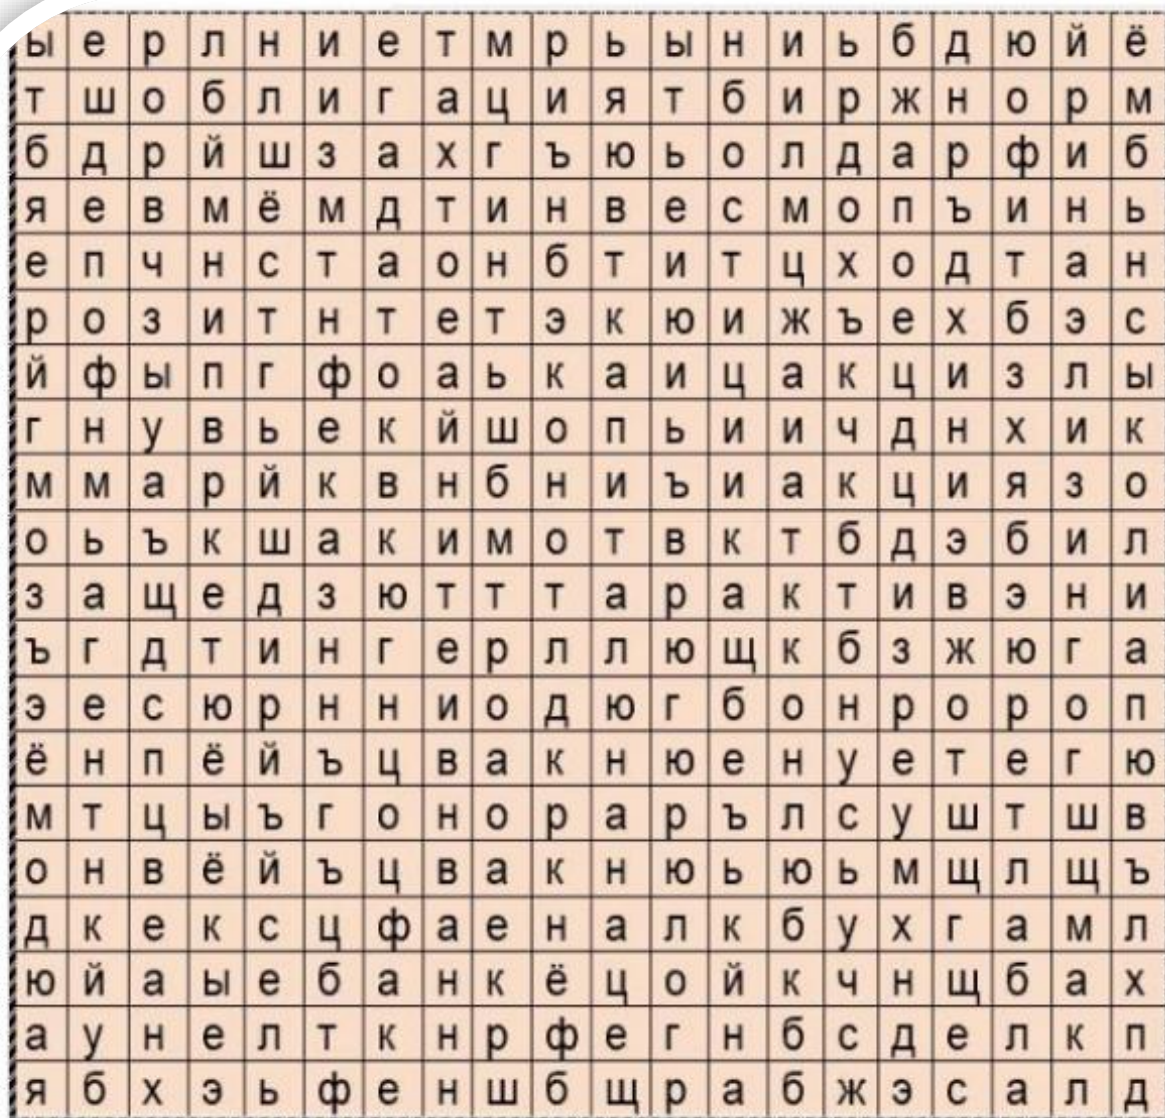 ы е р л н и е т м р ь ы н и ь б д ю й ё
т ш о б л и г а ц и я т б и р ж н о р м
б д р й ш з а х г ъ ю ь о л д а р ф и б
я е в м ё м д т и н в е с м о п ъ и н ь
е п ч н с т а о н б т и т ц х о д т а н
р о з и т н т е т э к ю и ж ъ е х б э с
й ф ы п г ф о а ь к а и ц а к ц и з л ы
г н у в ь е к й ш о п ь и и ч д н х и к
м м а р й к в н б н и ъ и а к ц и я з о
о ь ъ к ш а к и м о т в к т б д э б и л
з а щ е д з ю т т т а р а к т и в э н и
ъ г д т и н г е р л л ю щ к б з ж ю г а
э е с ю р н н и о д ю г б о н р о р о п
ё н п ё й ъ ц в а к н ю е н у е т е г ю
м т ц ы ъ г о н о р а р ъ л с у ш т ш в
о н в ё й ъ ц в а к н ю ь ю ь м щ л щ ъ
д к е к с ц ф а е н а л к б у х г а м л
ю й а ы е б а н к ё ц о й к ч н щ б а х
а у н е л т к н р ф е г н б с д е л к п
я б х э ь ф е н ш б щ р а б ж э с а л д